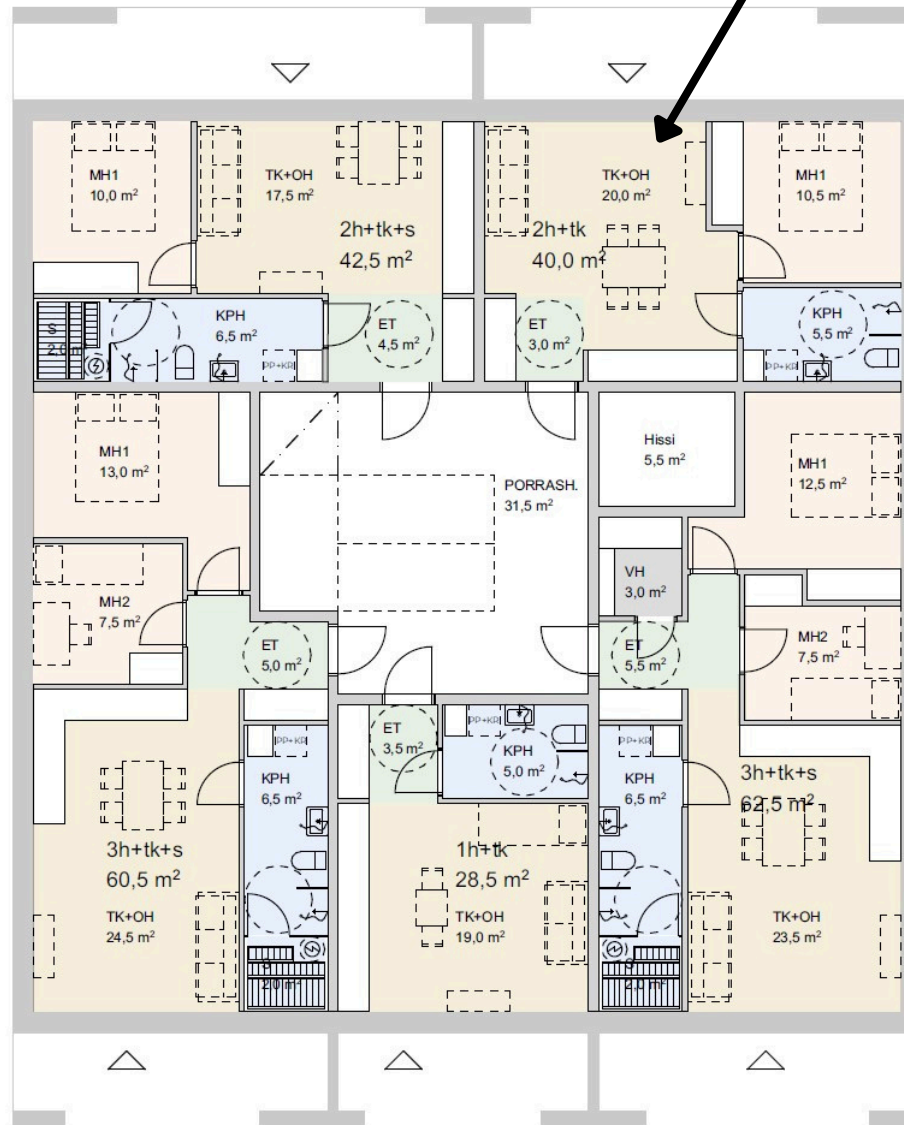 MH1
10,0 m²
TK+OH
17,5 m²
2h+tk+s
42,5 m²
TK+OH
20,0 m²
2h+tk
40,0 m²
MH1
10,5 m²
S
2,0 m²
KPH
6,5 m²
PP+KR
ET
4,5 m²
ET
3,0 m²
KPH
5,5 m²
PP+KR
MH1
13,0 m²
Hissi
5,5 m²
MH1
12,5 m²
PORRASH.
31,5 m²
MH2
7,5 m²
VH
3,0 m²
ET
5,0 m²
ET
5,5 m²
MH2
7,5 m²
PP+KR
ET
3,5 m²
PP+KR
KPH
5,0 m²
PP+KR
KPH
6,5 m²
KPH
6,5 m²
3h+tk+s
62,5 m²
3h+tk+s
60,5 m²
TK+OH
24,5 m²
1h+tk
28,5 m²
TK+OH
19,0 m²
TK+OH
23,5 m²
S
2,0 m²
S
2,0 m²